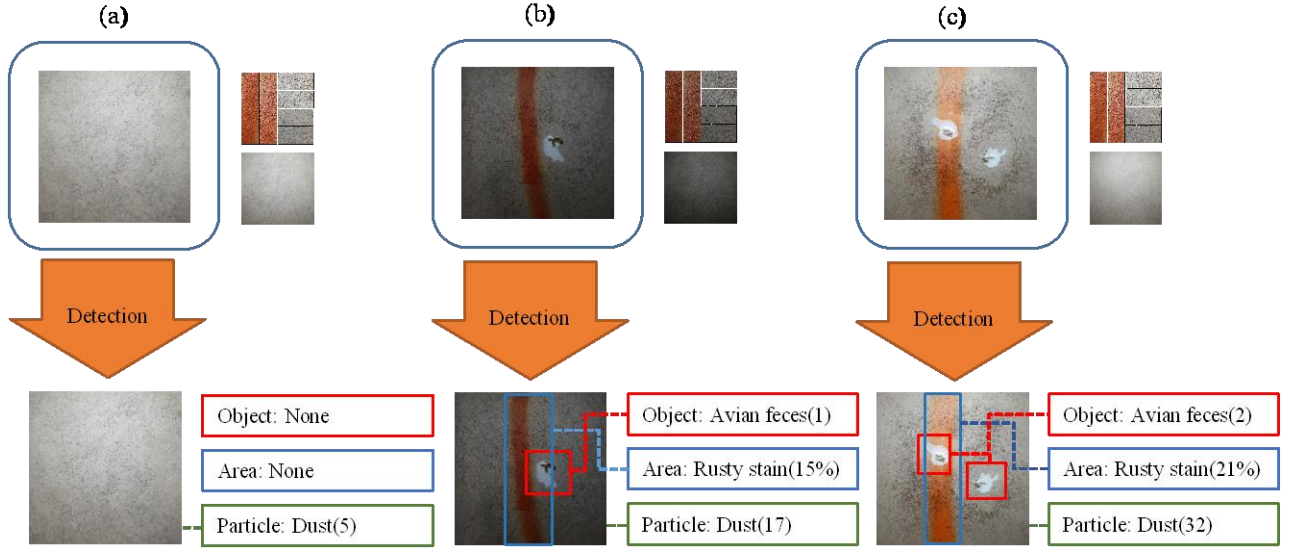 (a)
(b)
(c)
Detection
Detection
Detection
Object: None
Area: None
Particle: Dust(5)
Object: Avian feces(1)
Area: Rusty stain(15%)
Particle: Dust(17)
Object: Avian feces(2)
Area: Rusty stain(21%)
Particle: Dust(32)